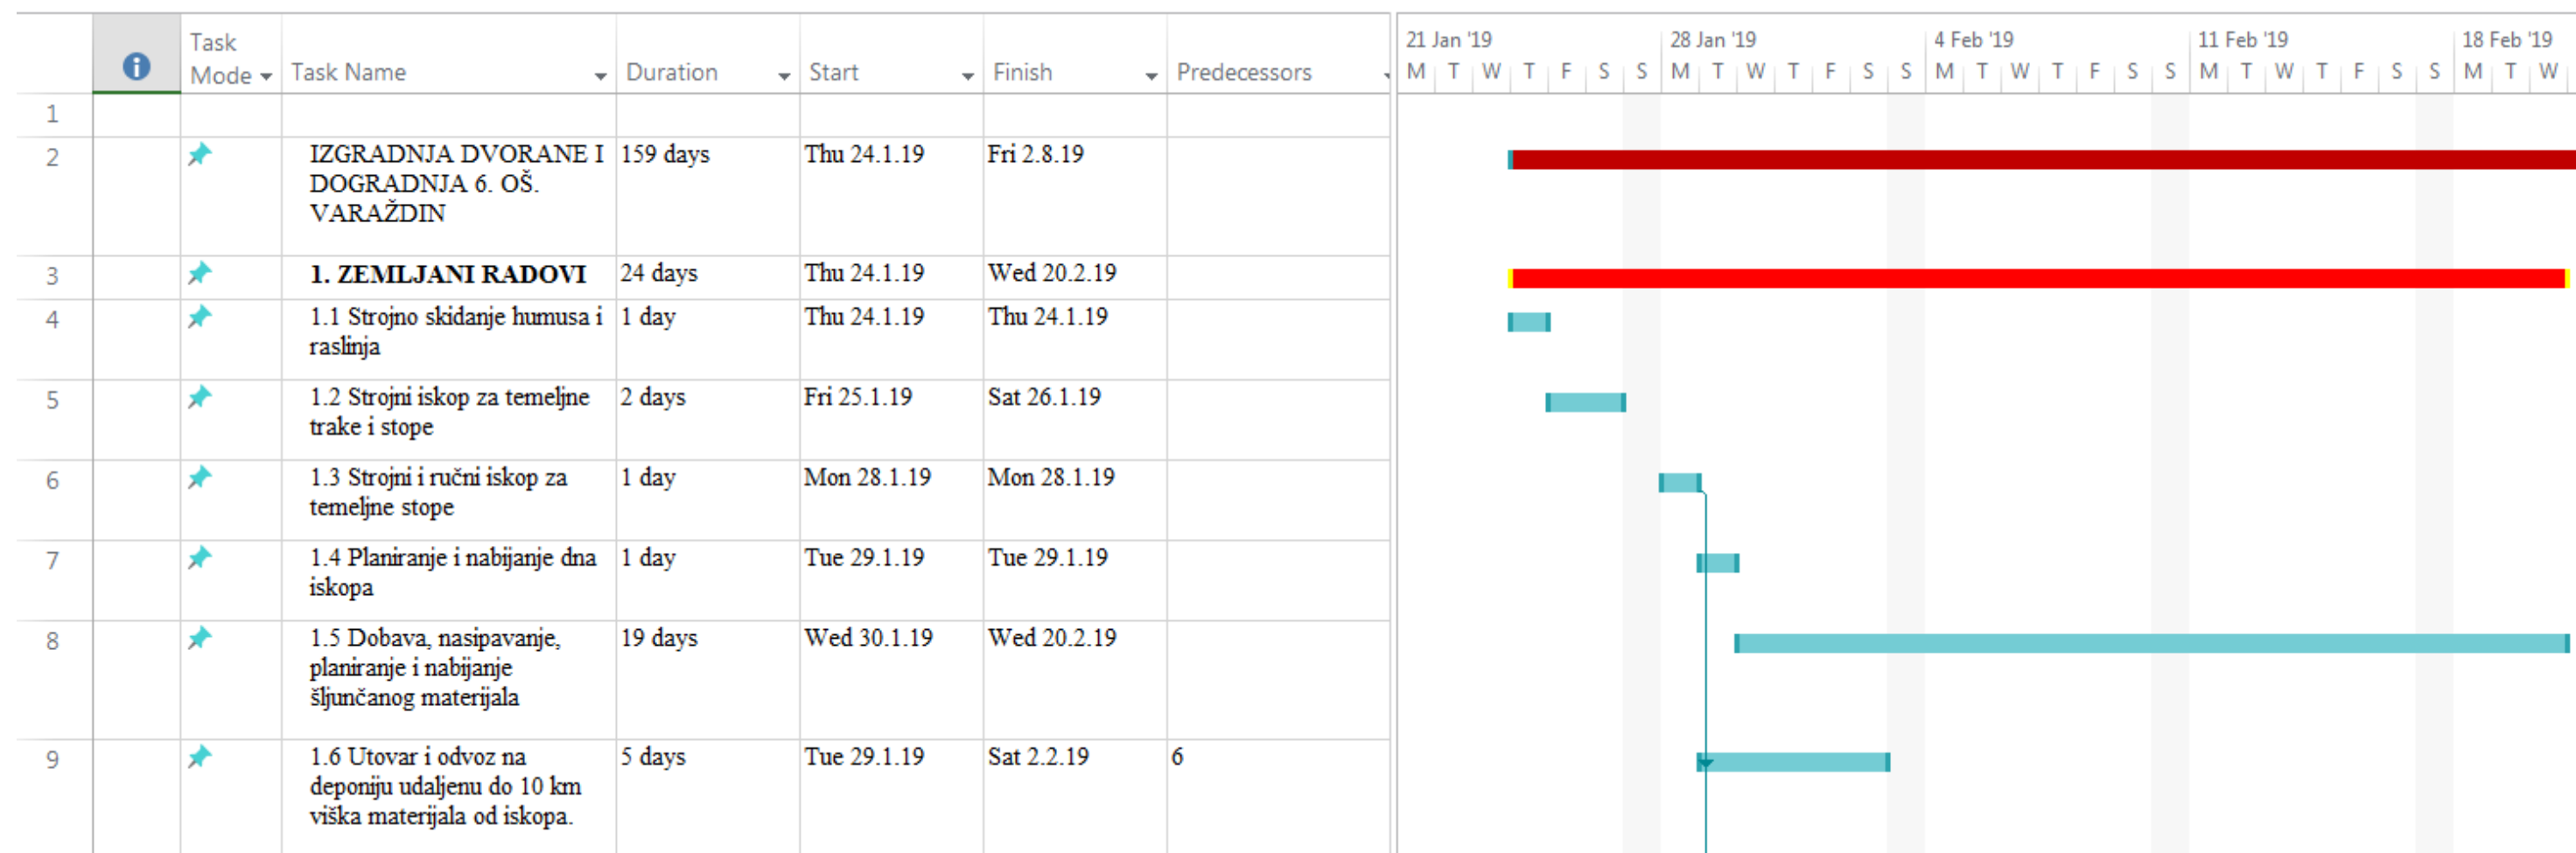 Task Mode Task Name Duration Start Finish Predecessors
21 Jan '19 28 Jan '19 4 Feb '19 11 Feb '19 18 Feb '19
M T W T F S S M T W T F S S M T W T F S S M T W T F S S M T W
1
2 IZGRADNJA DVORANE I 159 days Thu 24.1.19 Fri 2.8.19
DOGRADNJA 6. OŠ.
VARAŽDIN
3 1. ZEMLJANI RADOVI 24 days Thu 24.1.19 Wed 20.2.19
4 1.1 Strojno skidanje humusa i 1 day Thu 24.1.19 Thu 24.1.19
raslinja
5 1.2 Strojni iskop za temeljne 2 days Fri 25.1.19 Sat 26.1.19
trake i stope
6 1.3 Strojni i ručni iskop za 1 day Mon 28.1.19 Mon 28.1.19
temeljne stope
7 1.4 Planiranje i nabijanje dna 1 day Tue 29.1.19 Tue 29.1.19
iskopa
8 1.5 Dobava, nasipavanje, 19 days Wed 30.1.19 Wed 20.2.19
planiranje i nabijanje
šljunčanog materijala
9 1.6 Utovar i odvoz na 5 days Tue 29.1.19 Sat 2.2.19 6
deponiju udaljenu do 10 km
viška materijala od iskopa.